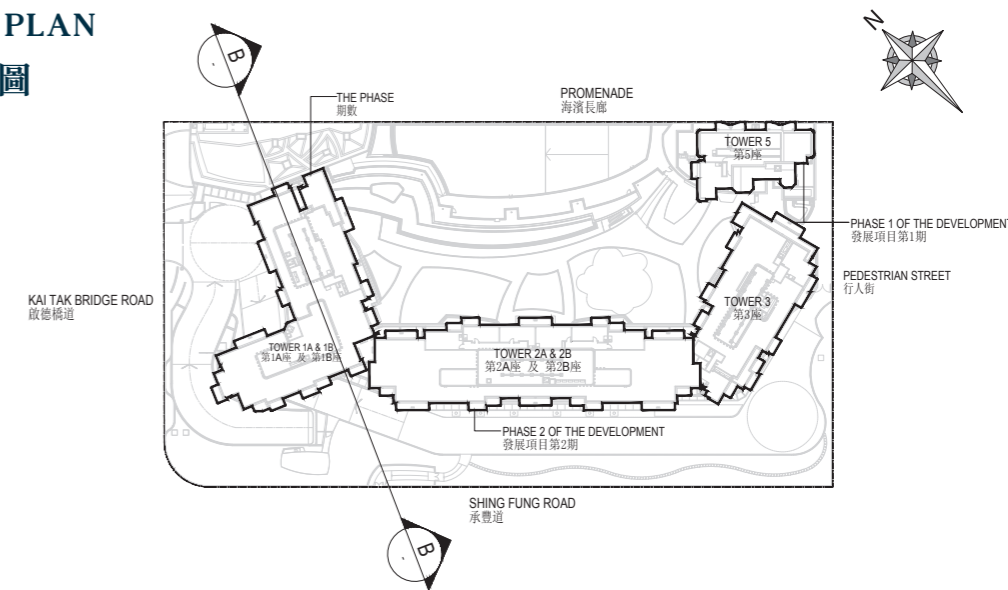 PLAN
圖
B
N
THE PHASE
期數
PROMENADE
海濱長廊
TOWER 5
第5座
PHASE 1 OF THE DEVELOPMENT
發展項目第1期
PEDESTRIAN STREET
行人街
KAI TAK BRIDGE ROAD
啟德橋道
TOWER 3
第3座
TOWER 1A & 1B
第1A座 及 第1B座
TOWER 2A & 2B
第2A座 及 第2B座
PHASE 2 OF THE DEVELOPMENT
發展項目第2期
SHING FUNG ROAD
承豐道
B